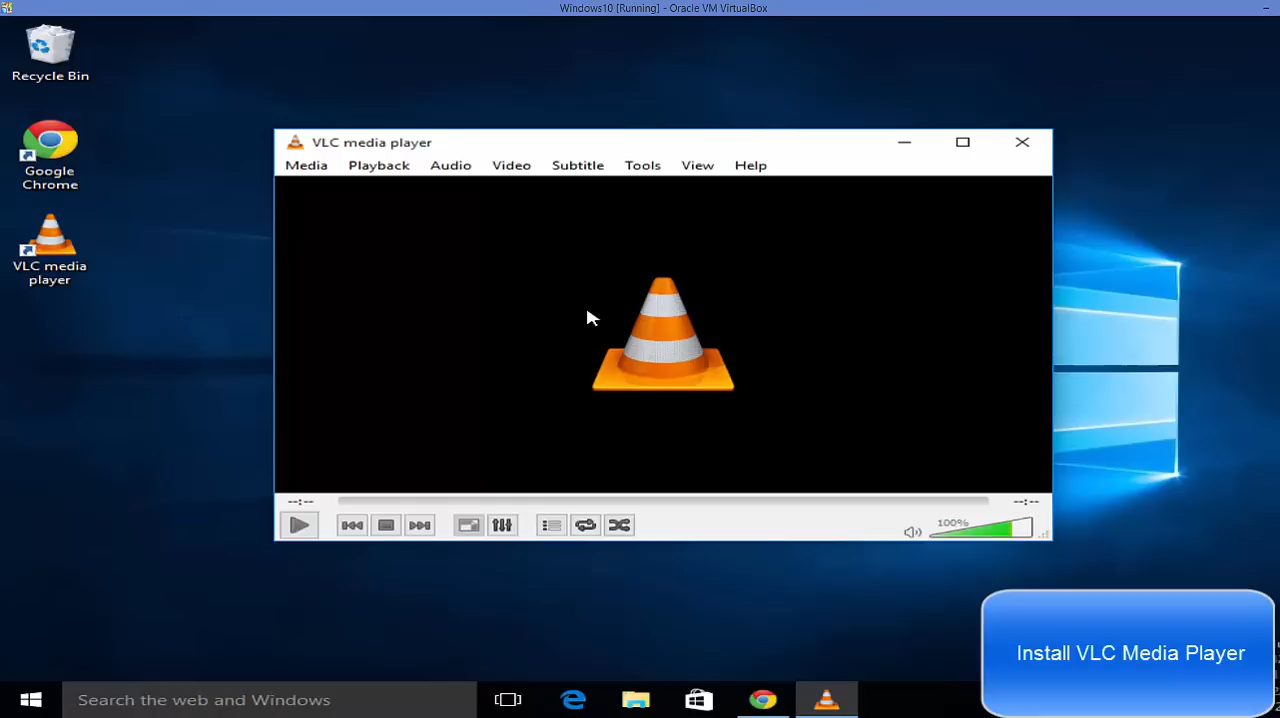 Windows10 [Running] - Oracle VM VirtualBox
Recycle Bin
Google
Chrome
VLC media
player
VLC media player
Media Playback Audio Video Subtitle Tools View Help
--:-- --:--
100%
Install VLC Media Player
Search the web and Windows